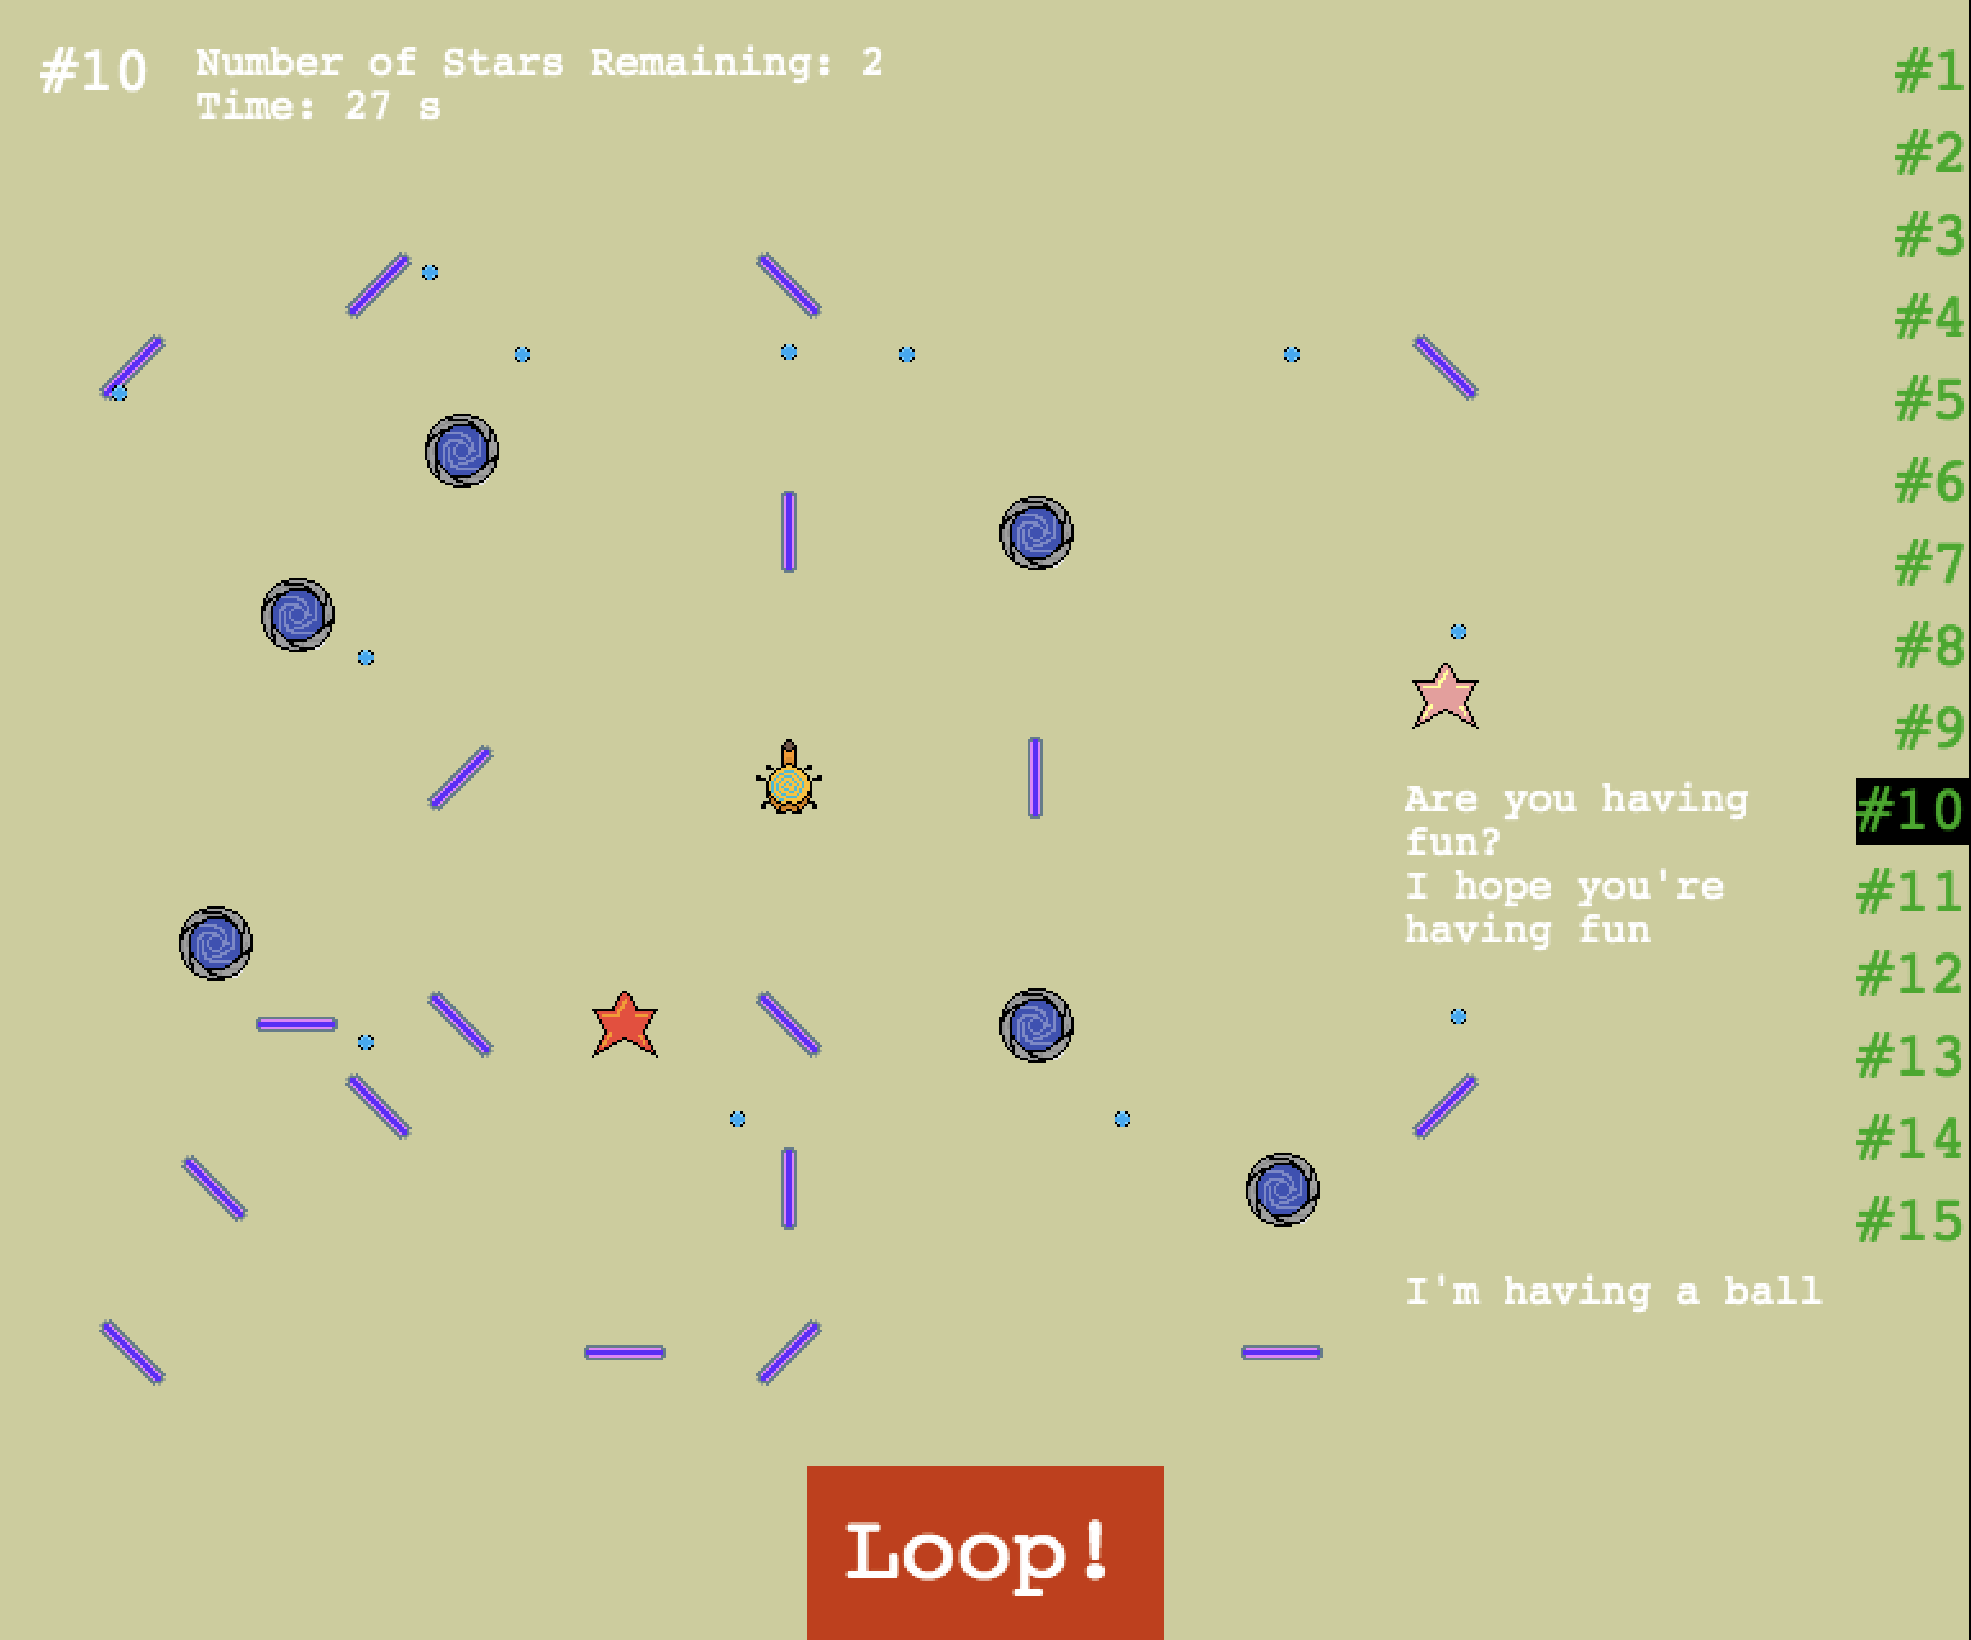 #10
Number of Stars Remaining: 2
Time: 27 s
#1
#2
#3
#4
#5
#6
#7
#8
#9
#10
#11
#12
#13
#14
#15
Are you having
fun?
I hope you're
having fun
I'm having a ball
Loop!